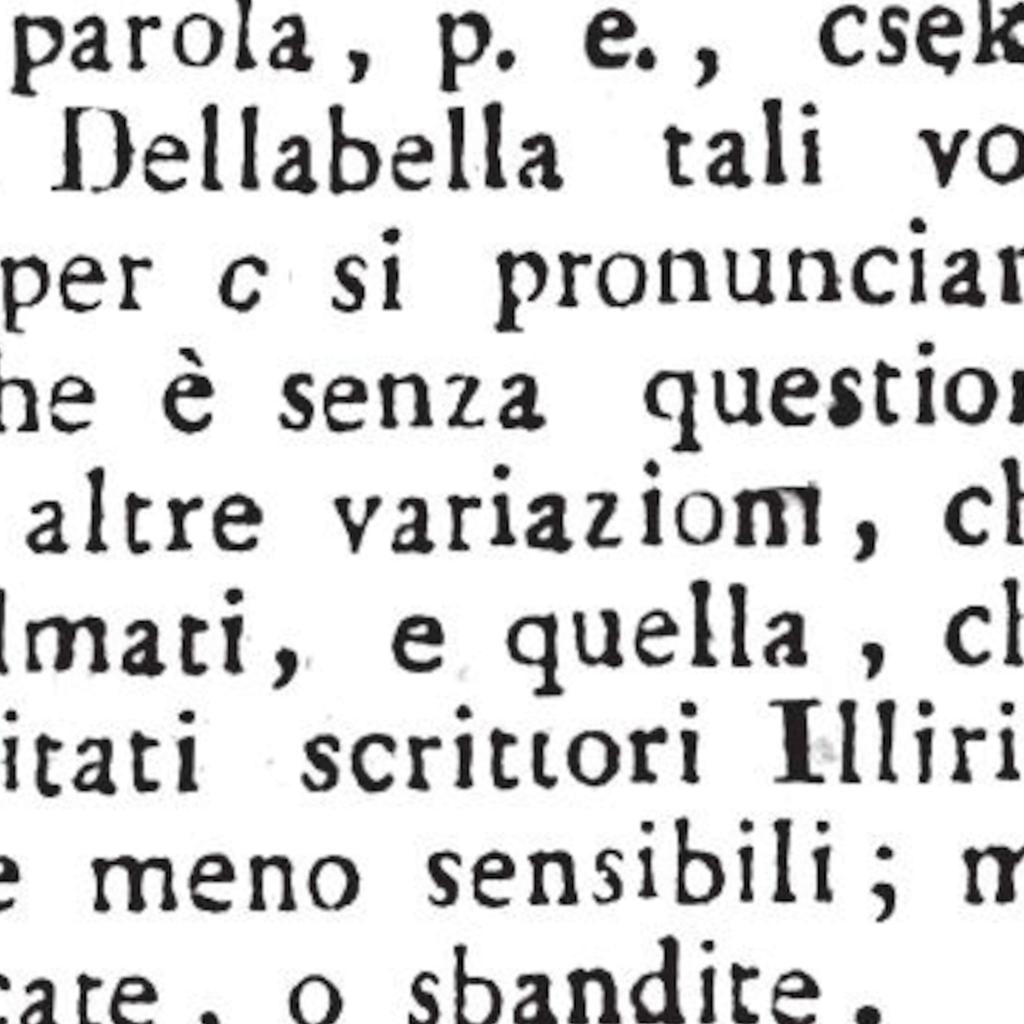 parola, p. e., csek
Dellabella tali vo
per c si pronunciar
he è senza question
altre variazioni, ch
lmati, e quella, ch
itati scrittori Illiri
e meno sensibili; m
cate, o sbandite.